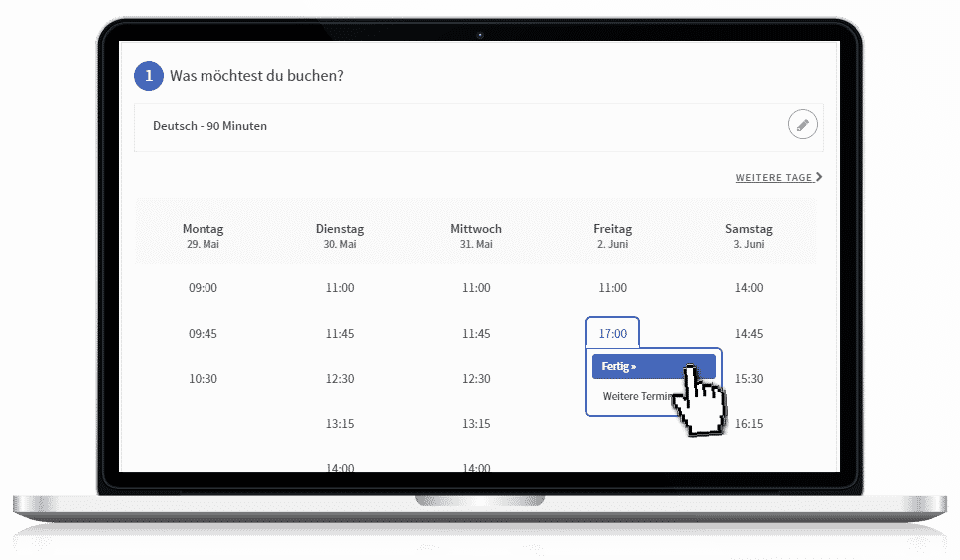 1 Was möchtest du buchen?
Deutsch - 90 Minuten
WEITERE TAGE
Montag Dienstag Mittwoch Freitag Samstag
29. Mai 30. Mai 31. Mai 2. Juni 3. Juni
09:00 11:00 11:00 11:00 14:00
09:45 11:45 11:45 17:00 14:45
Fertig »
10:30 12:30 12:30 15:30
Weitere
13:15 13:15 16:15
14:00 14:00